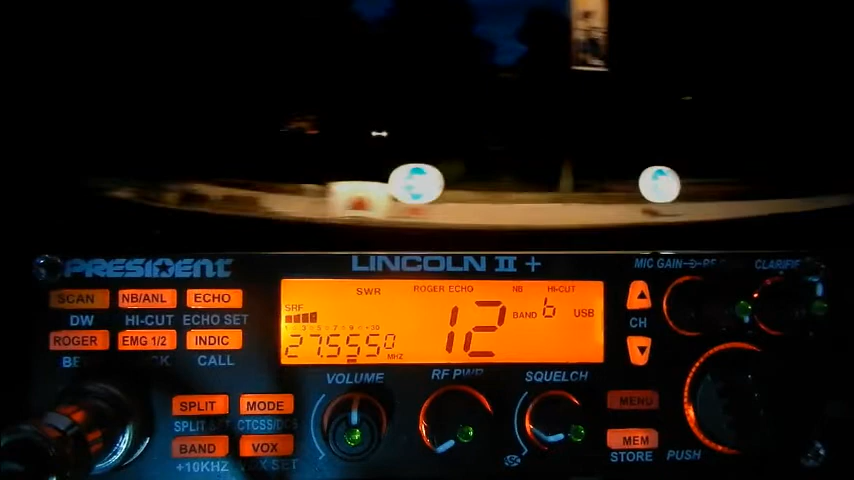 PRESIDENT
LINCOLN II +
MIC GAIN
CLARIFI
SCAN NB/ANL ECHO
DW HI-CUT ECHO SET
ROGER EMG 1/2 INDIC
CALL
SPLIT MODE
CTCSS/DCS
BAND VOX
+10KHZ
SWR ROGER ECHO NB HI-CUT
SRF
12 BAND b USB
27.5550 MHZ
VOLUME RF PWR SQUELCH
CH
MENU
MEM
STORE PUSH